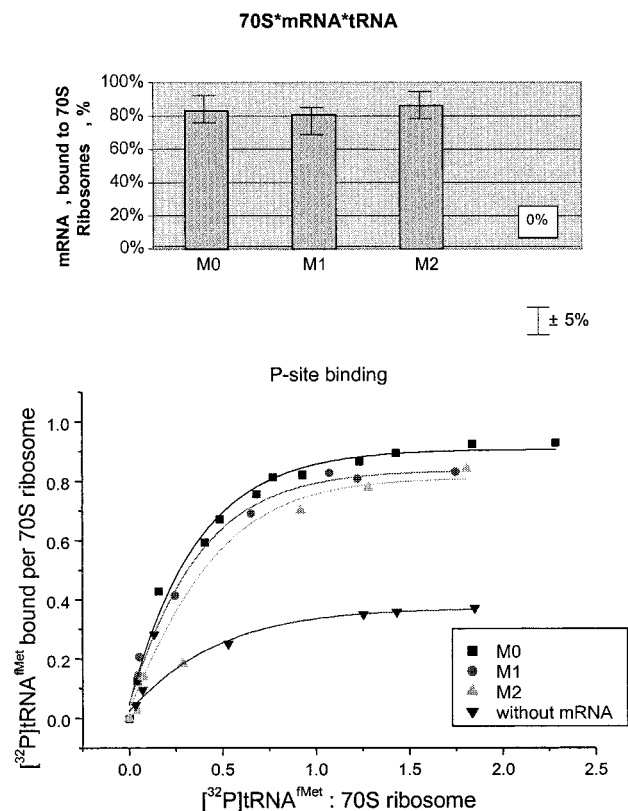 70S*mRNA*tRNA
mRNA , bound to 70S
Ribosomes , %
100%
80%
60%
40%
20%
0%
0%
M0 M1 M2
± 5%
P-site binding
[³²P]tRNAᶠᴹᵉᵗ bound per 70S ribosome
1.0
0.8
0.6
0.4
0.2
0.0
M0
M1
M2
without mRNA
0.0 0.5 1.0 1.5 2.0 2.5
[³²P]tRNAᶠᴹᵉᵗ : 70S ribosome